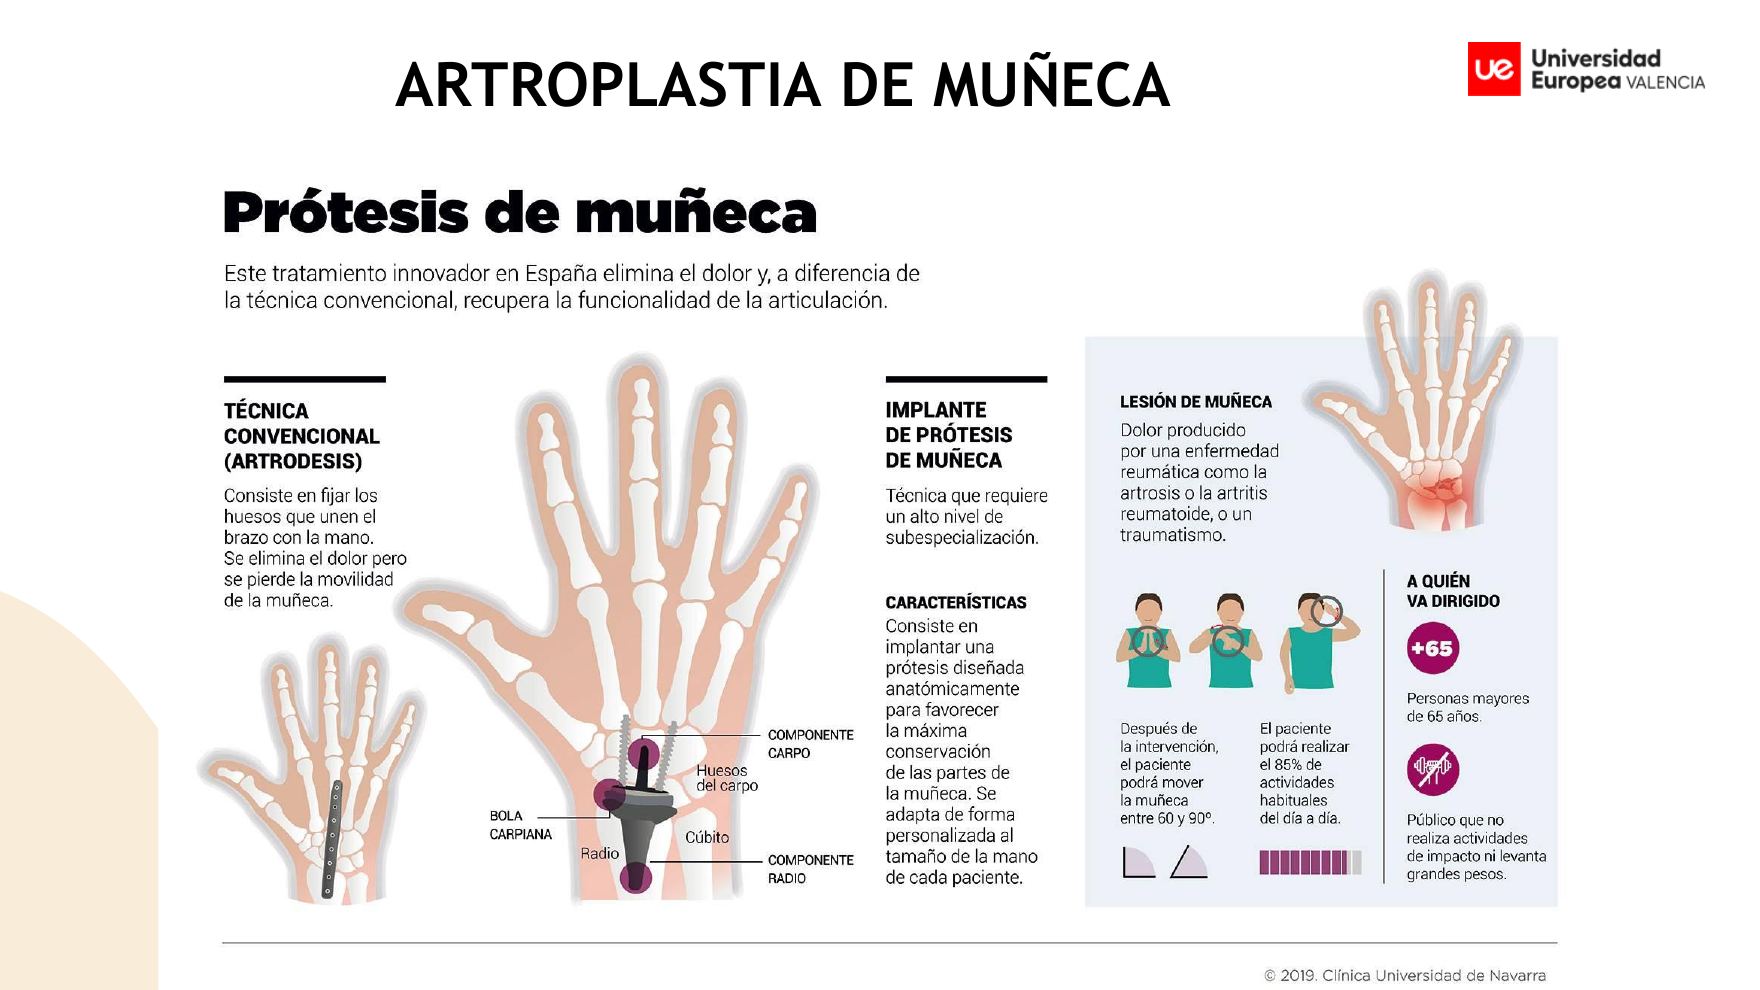 ARTROPLASTIA DE MUÑECA
ue Universidad
Europea VALENCIA
Prótesis de muñeca
Este tratamiento innovador en España elimina el dolor y, a diferencia de
la técnica convencional, recupera la funcionalidad de la articulación.
TÉCNICA
CONVENCIONAL
(ARTRODESIS)
Consiste en fijar los
huesos que unen el
brazo con la mano.
Se elimina el dolor pero
se pierde la movilidad
de la muñeca.
COMPONENTE
CARPO
Huesos
del carpo
BOLA
CARPIANA
Cúbito
Radio
COMPONENTE
RADIO
IMPLANTE
DE PRÓTESIS
DE MUÑECA
Técnica que requiere
un alto nivel de
subespecialización.
CARACTERÍSTICAS
Consiste en
implantar una
prótesis diseñada
anatómicamente
para favorecer
la máxima
conservación
de las partes de
la muñeca. Se
adapta de forma
personalizada al
tamaño de la mano
de cada paciente.
LESIÓN DE MUÑECA
Dolor producido
por una enfermedad
reumática como la
artrosis o la artritis
reumatoide, o un
traumatismo.
Después de
la intervención,
el paciente
podrá mover
la muñeca
entre 60 y 90º.
El paciente
podrá realizar
el 85% de
actividades
habituales
del día a día.
A QUIÉN
VA DIRIGIDO
+65
Personas mayores
de 65 años.
Público que no
realiza actividades
de impacto ni levanta
grandes pesos.
© 2019. Clínica Universidad de Navarra